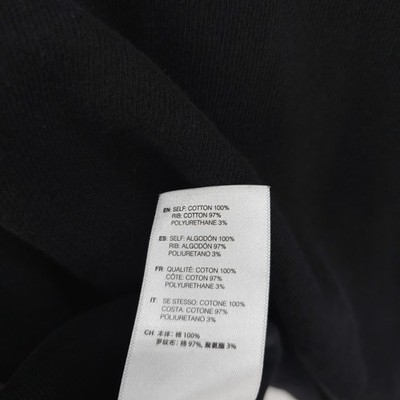 EN: SELF: COTTON 100%
RIB: COTTON 97%
POLYURETHANE 3%
ES: SELF: ALGODÓN 100%
RIB: ALGODÓN 97%
POLIURETANO 3%
FR: QUALITÉ: COTON 100%
CÔTE: COTON 97%
POLYURETHANE 3%
IT: SE STESSO: COTONE 100%
COSTA: COTONE 97%
POLIURETANO 3%
CH: 本体: 棉 100%
罗纹布: 棉 97%, 聚氨酯 3%